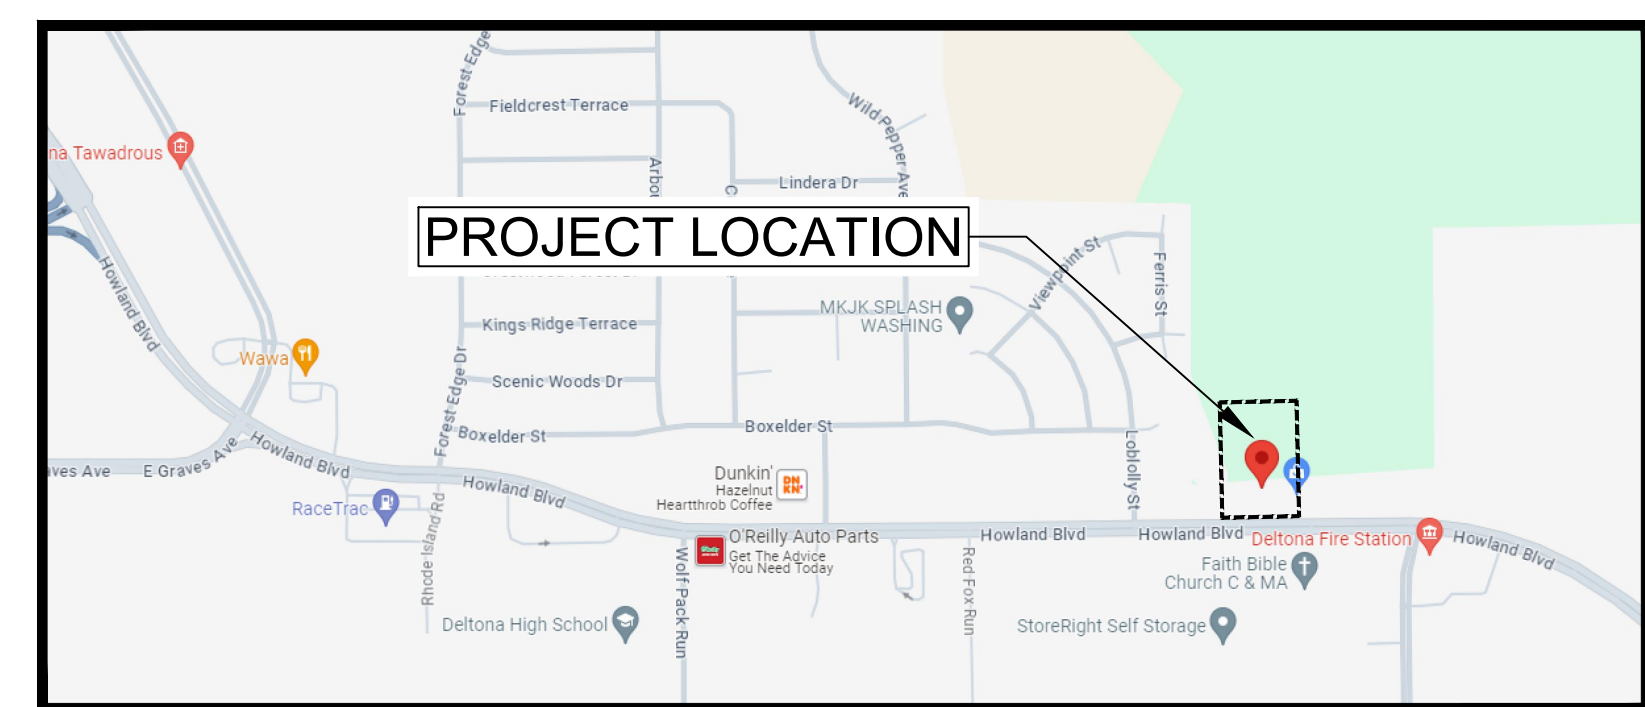 Forest Edge
Fieldcrest Terrace
Wild Pepper Ave
na Tawadrous
Lindera Dr
PROJECT LOCATION
Viewpoint St
Ferris St
Howland Blvd
MKJK SPLASH
WASHING
Kings Ridge Terrace
Wawa
Scenic Woods Dr
Forest Edge Dr
Boxelder St
Boxelder St
Loblolly St
aves Ave
E Graves Ave
Howland Blvd
Howland Blvd
Dunkin'
Hazelnut
Heartthrob Coffee
DN
KN'
RaceTrac
Rhode Island Rd
O'Reilly Auto Parts
Get The Advice
You Need Today
Howland Blvd
Howland Blvd
Deltona Fire Station
Howland Blvd
Wolf Pack Run
Red Fox Run
Faith Bible
Church C & MA
Deltona High School
StoreRight Self Storage